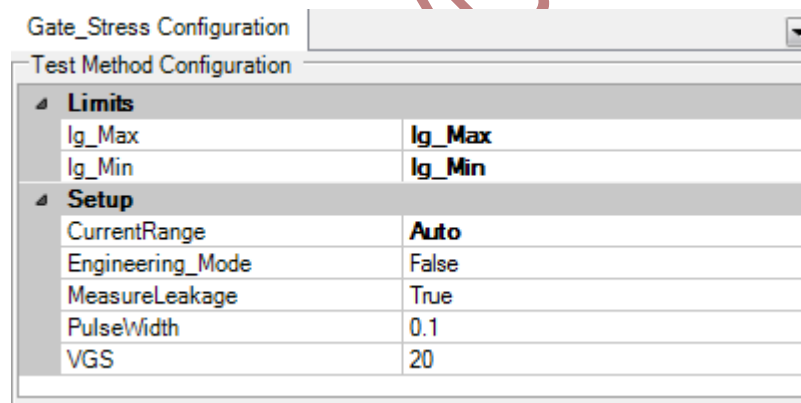 Gate_Stress Configuration
Test Method Configuration
Limits
Ig_Max Ig_Max
Ig_Min Ig_Min
Setup
CurrentRange Auto
Engineering_Mode False
MeasureLeakage True
PulseWidth 0.1
VGS 20